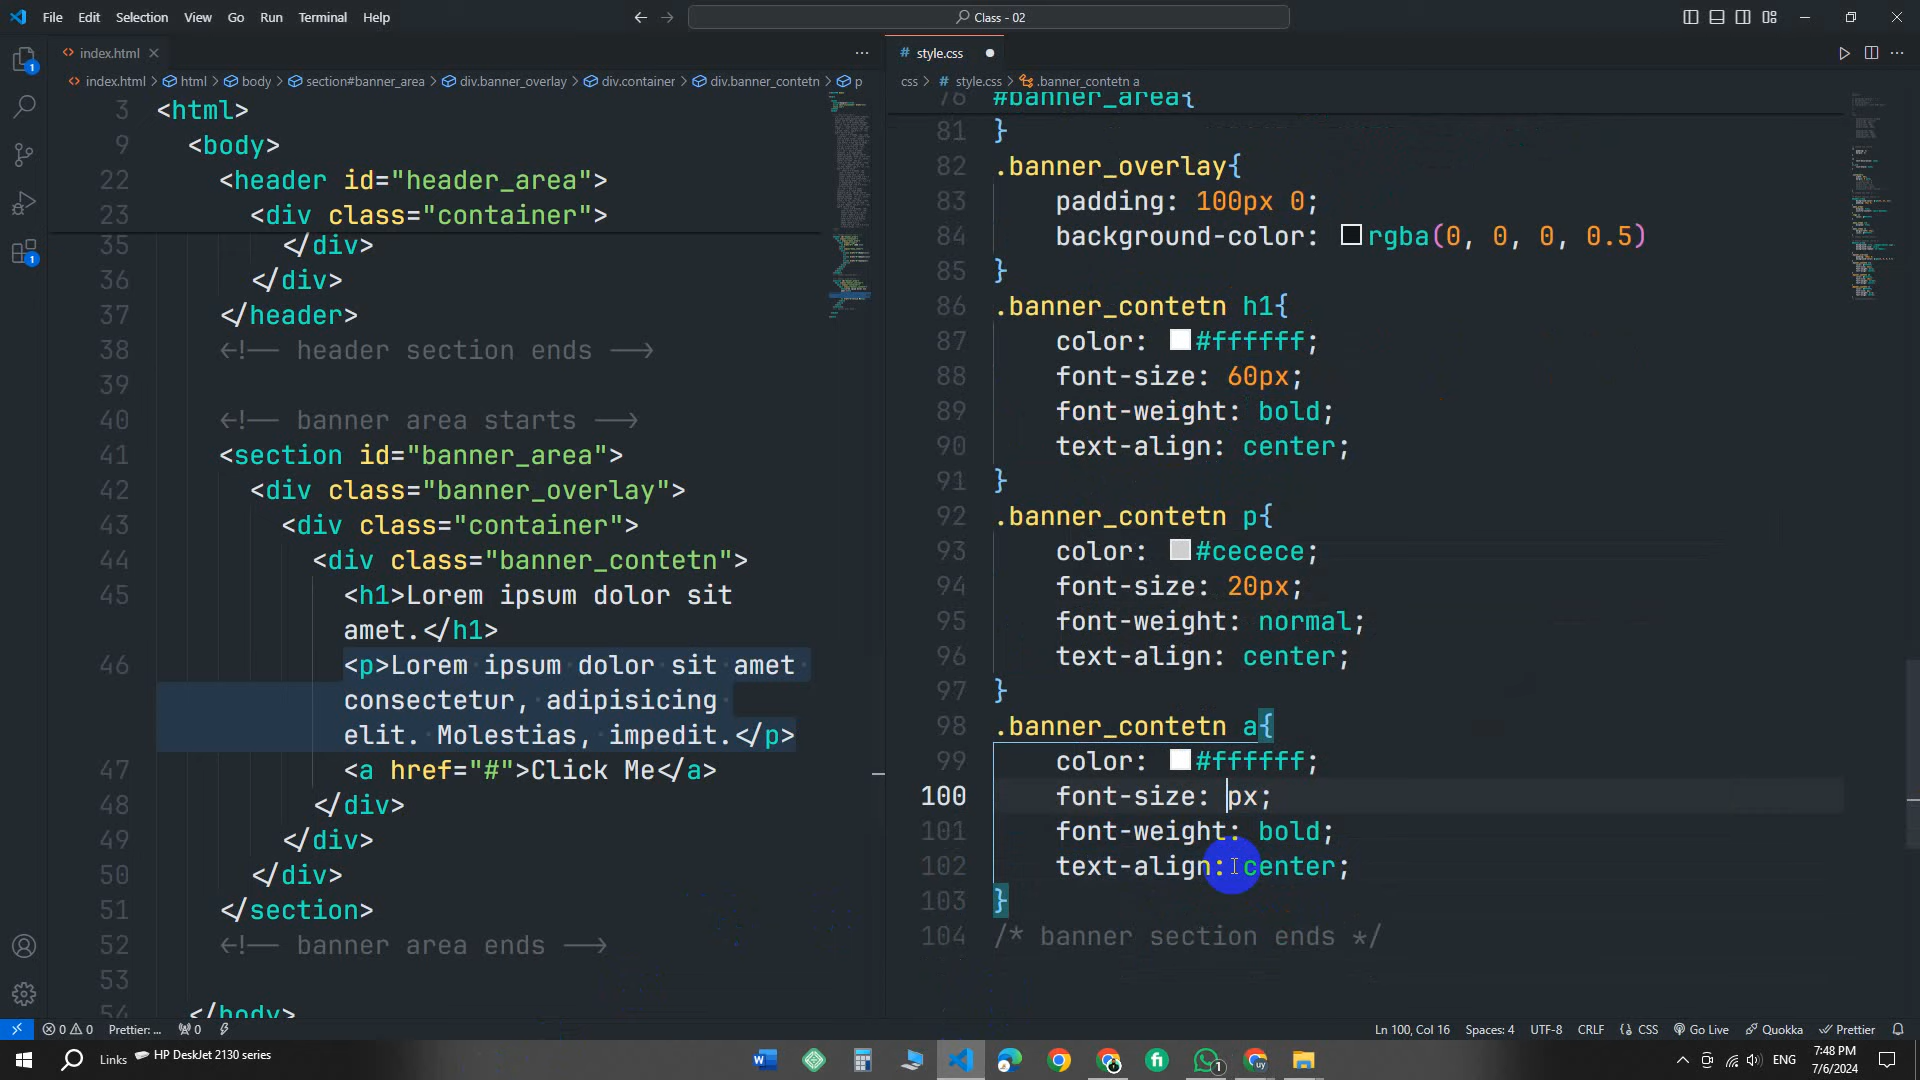 File Edit Selection View Go Run Terminal Help
Class - 02
index.html
index.html > html > body > section#banner_area > div.banner_overlay > div.container > div.banner_contetn > p
3 <html>
9 <body>
22 <header id="header_area">
23 <div class="container">
35 </div>
36 </div>
37 </header>
38 <!-- header section ends -->
39
40 <!-- banner area starts -->
41 <section id="banner_area">
42 <div class="banner_overlay">
43 <div class="container">
44 <div class="banner_contetn">
45 <h1>Lorem ipsum dolor sit
amet.</h1>
46 <p>Lorem ipsum dolor sit amet
consectetur, adipisicing
elit. Molestias, impedit.</p>
47 <a href="#">Click Me</a>
48 </div>
49 </div>
50 </div>
51 </section>
52 <!-- banner area ends -->
53
54 </body>
# style.css
css > # style.css > .banner_contetn a
76 #banner_area{
81 }
82 .banner_overlay{
83 padding: 100px 0;
84 background-color: rgba(0, 0, 0, 0.5)
85 }
86 .banner_contetn h1{
87 color: #ffffff;
88 font-size: 60px;
89 font-weight: bold;
90 text-align: center;
91 }
92 .banner_contetn p{
93 color: #cecece;
94 font-size: 20px;
95 font-weight: normal;
96 text-align: center;
97 }
98 .banner_contetn a{
99 color: #ffffff;
100 font-size: px;
101 font-weight: bold;
102 text-align: center;
103 }
104 /* banner section ends */
0 0 Prettier: ... 0
Ln 100, Col 16 Spaces: 4 UTF-8 CRLF {} CSS Go Live Quokka Prettier
Links HP DeskJet 2130 series
ENG
7:48 PM
7/6/2024